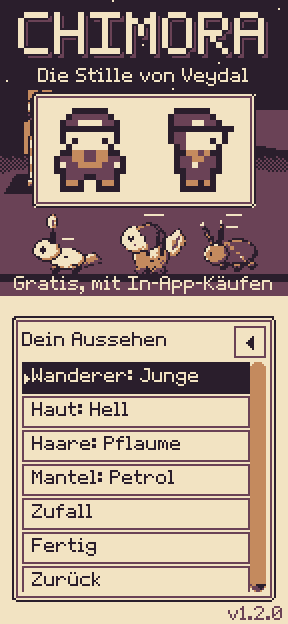 CHIMORA
Die Stille von Veydal
Gratis, mit In-App-Käufen
Dein Aussehen
Wanderer: Junge
Haut: Hell
Haare: Pflaume
Mantel: Petrol
Zufall
Fertig
Zurück
v1.2.0